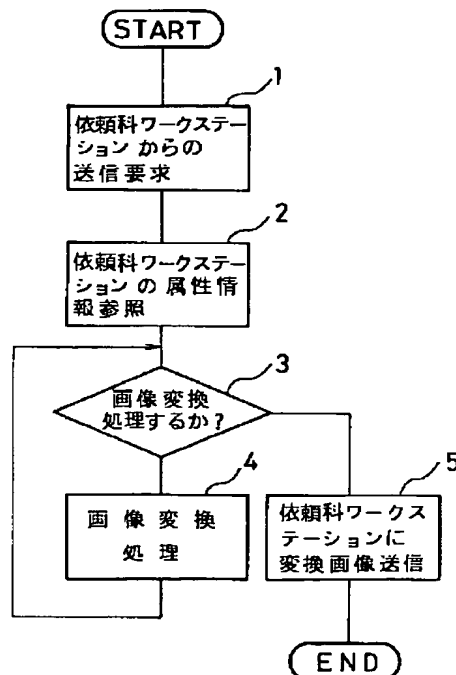 START
1
依頼科ワークステー
ションからの
送信要求
2
依頼科ワークステー
ションの属性情
報参照
3
画像変換
処理するか?
4
画像変換
処理
5
依頼科ワークス
テーションに
変換画像送信
END